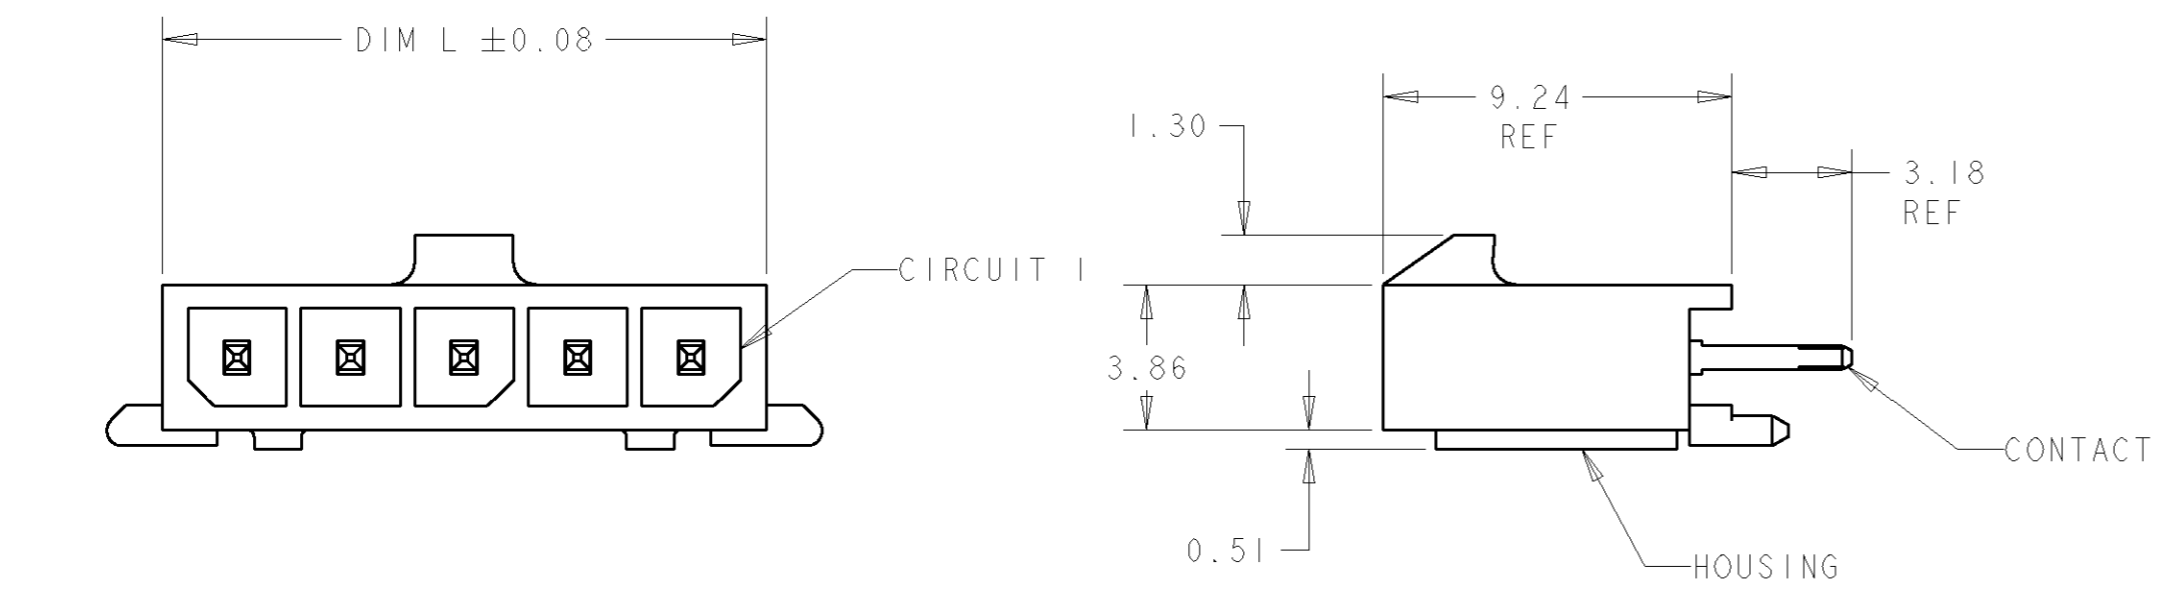 DIM L ±0.08
CIRCUIT 1
1.30
9.24
REF
3.18
REF
3.86
0.51
CONTACT
HOUSING